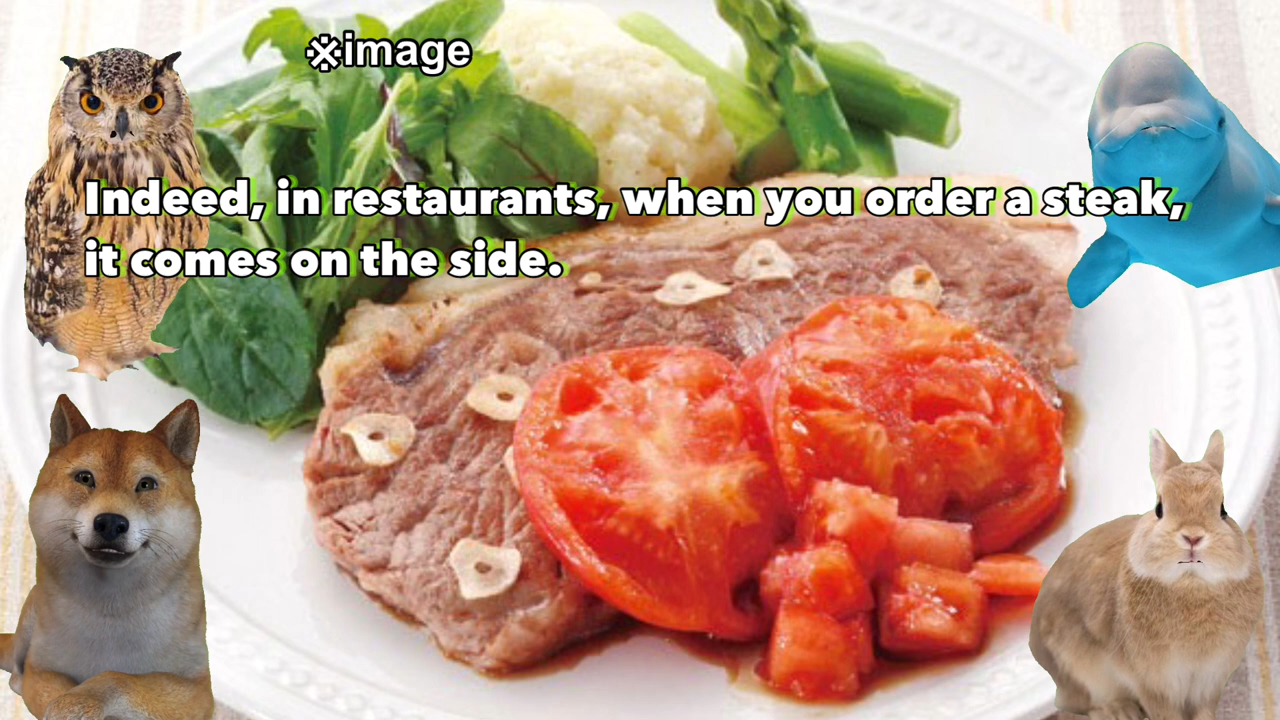 ※image
Indeed, in restaurants, when you order a steak,
it comes on the side.